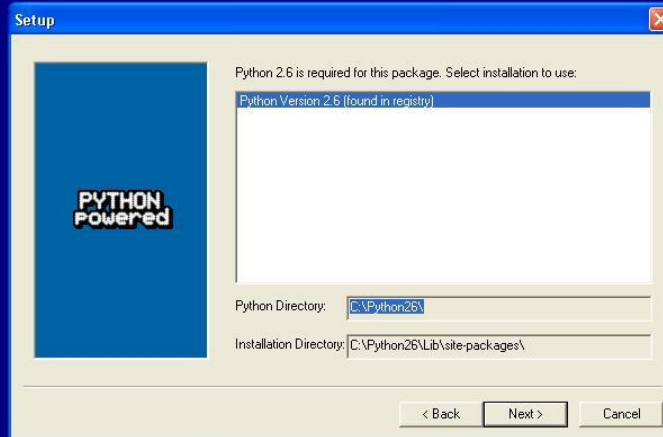 Setup
Python 2.6 is required for this package. Select installation to use:
Python Version 2.6 (found in registry)
PYTHON
powered
Python Directory: C:\Python26\
Installation Directory: C:\Python26\Lib\site-packages\
< Back Next > Cancel